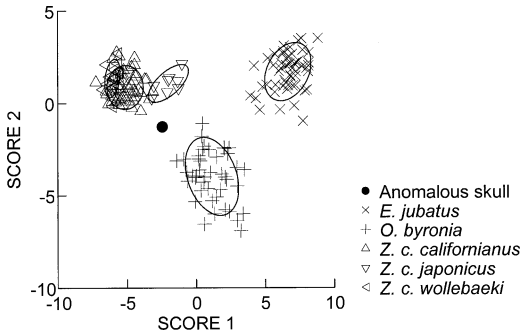 5
0
-5
-10
SCORE 2
-10
-5
0
5
10
SCORE 1
Anomalous skull
E. jubatus
O. byronia
Z. c. californianus
Z. c. japonicus
Z. c. wollebaeki